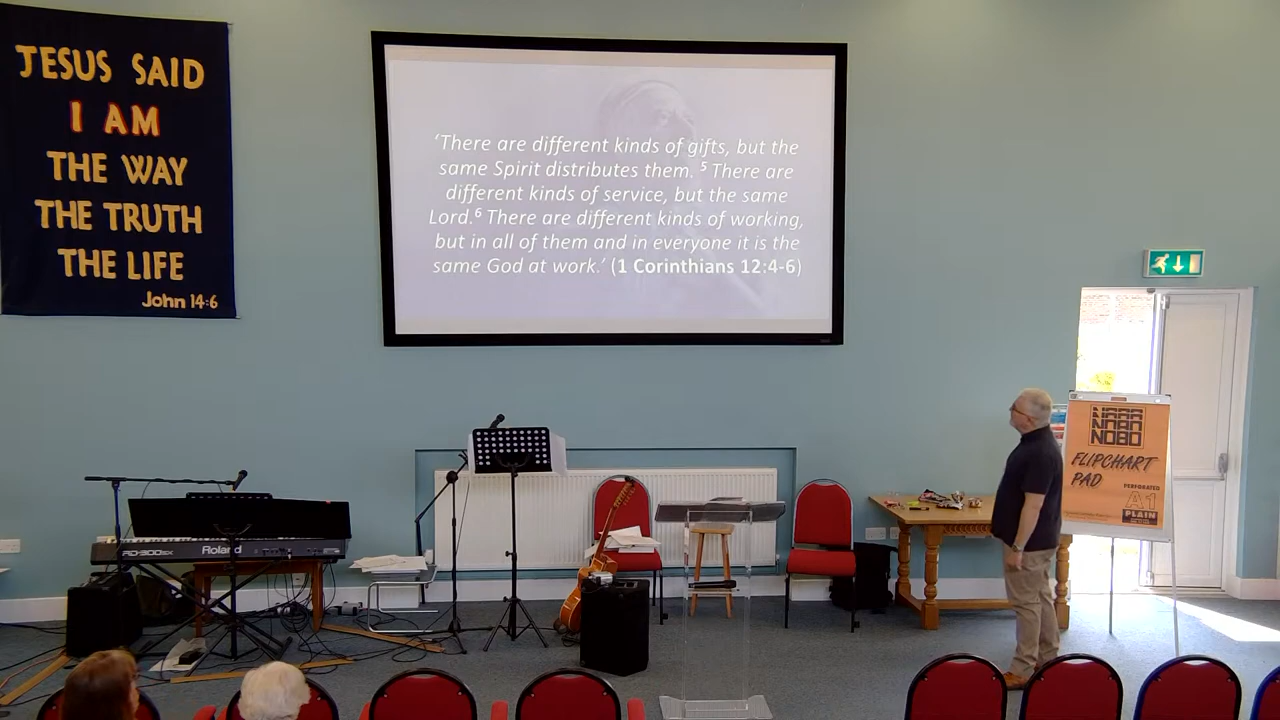 JESUS SAID
I AM
THE WAY
THE TRUTH
THE LIFE
John 14:6
‘There are different kinds of gifts, but the
same Spirit distributes them. ⁵ There are
different kinds of service, but the same
Lord.⁶ There are different kinds of working,
but in all of them and in everyone it is the
same God at work.’ (1 Corinthians 12:4-6)
RD-300SX
Roland
NOBO
FLIPCHART
PAD
PERFORATED
A1
PLAIN